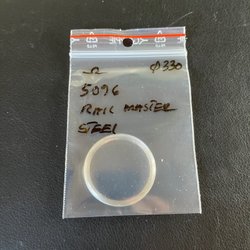 Ω Φ330
5096
RAIL MASTER
STEEL